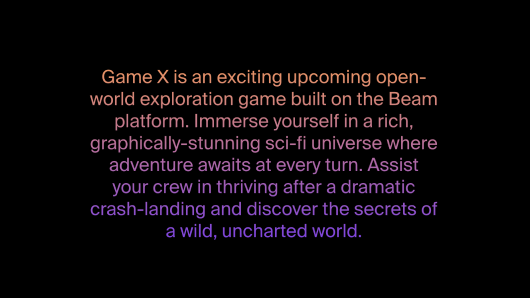 Game X is an exciting upcoming open-
world exploration game built on the Beam
platform. Immerse yourself in a rich,
graphically-stunning sci-fi universe where
adventure awaits at every turn. Assist
your crew in thriving after a dramatic
crash-landing and discover the secrets of
a wild, uncharted world.